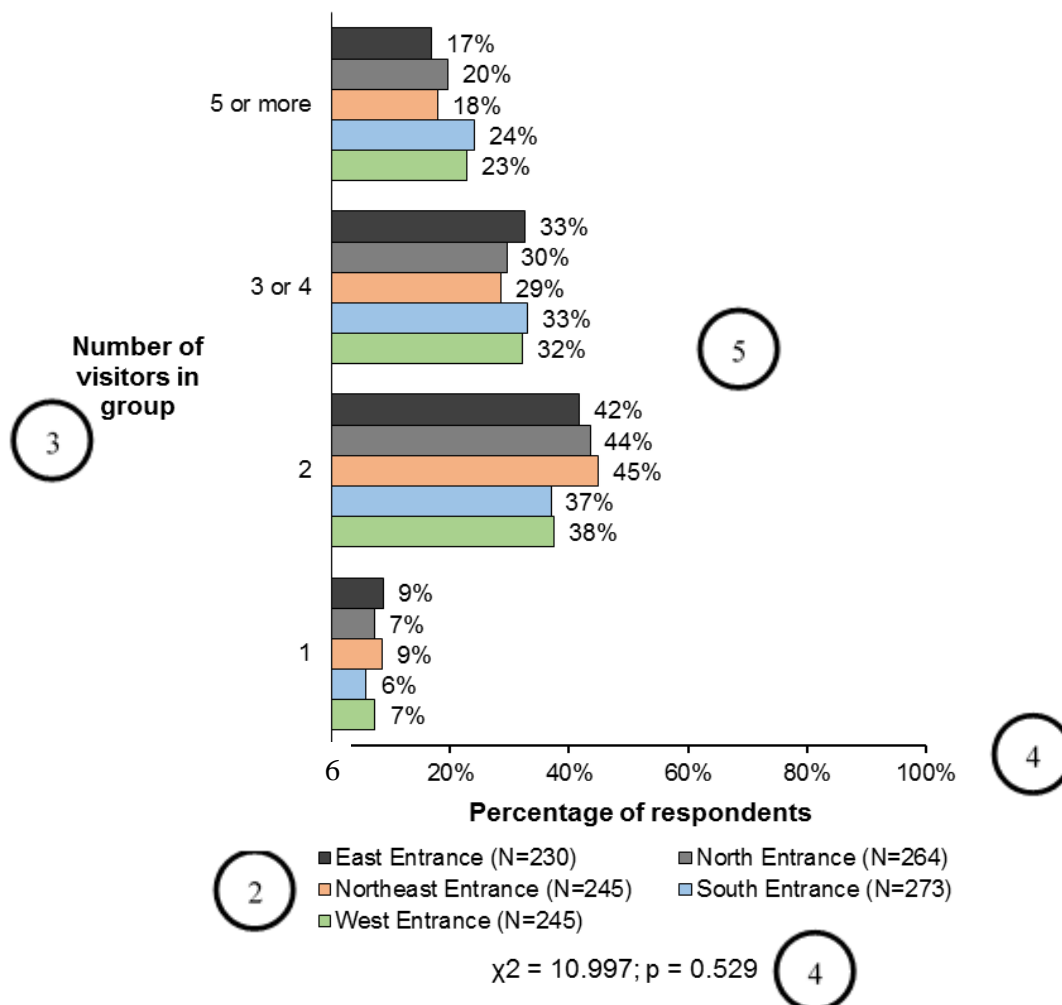 17%
20%
5 or more
18%
24%
23%
33%
30%
3 or 4
29%
33%
32%
5
Number of
visitors in
group
3
42%
44%
2
45%
37%
38%
9%
7%
1
9%
6%
7%
4
6 20% 40% 60% 80% 100%
Percentage of respondents
2
East Entrance (N=230) North Entrance (N=264)
Northeast Entrance (N=245) South Entrance (N=273)
West Entrance (N=245)
χ2 = 10.997; p = 0.529 4